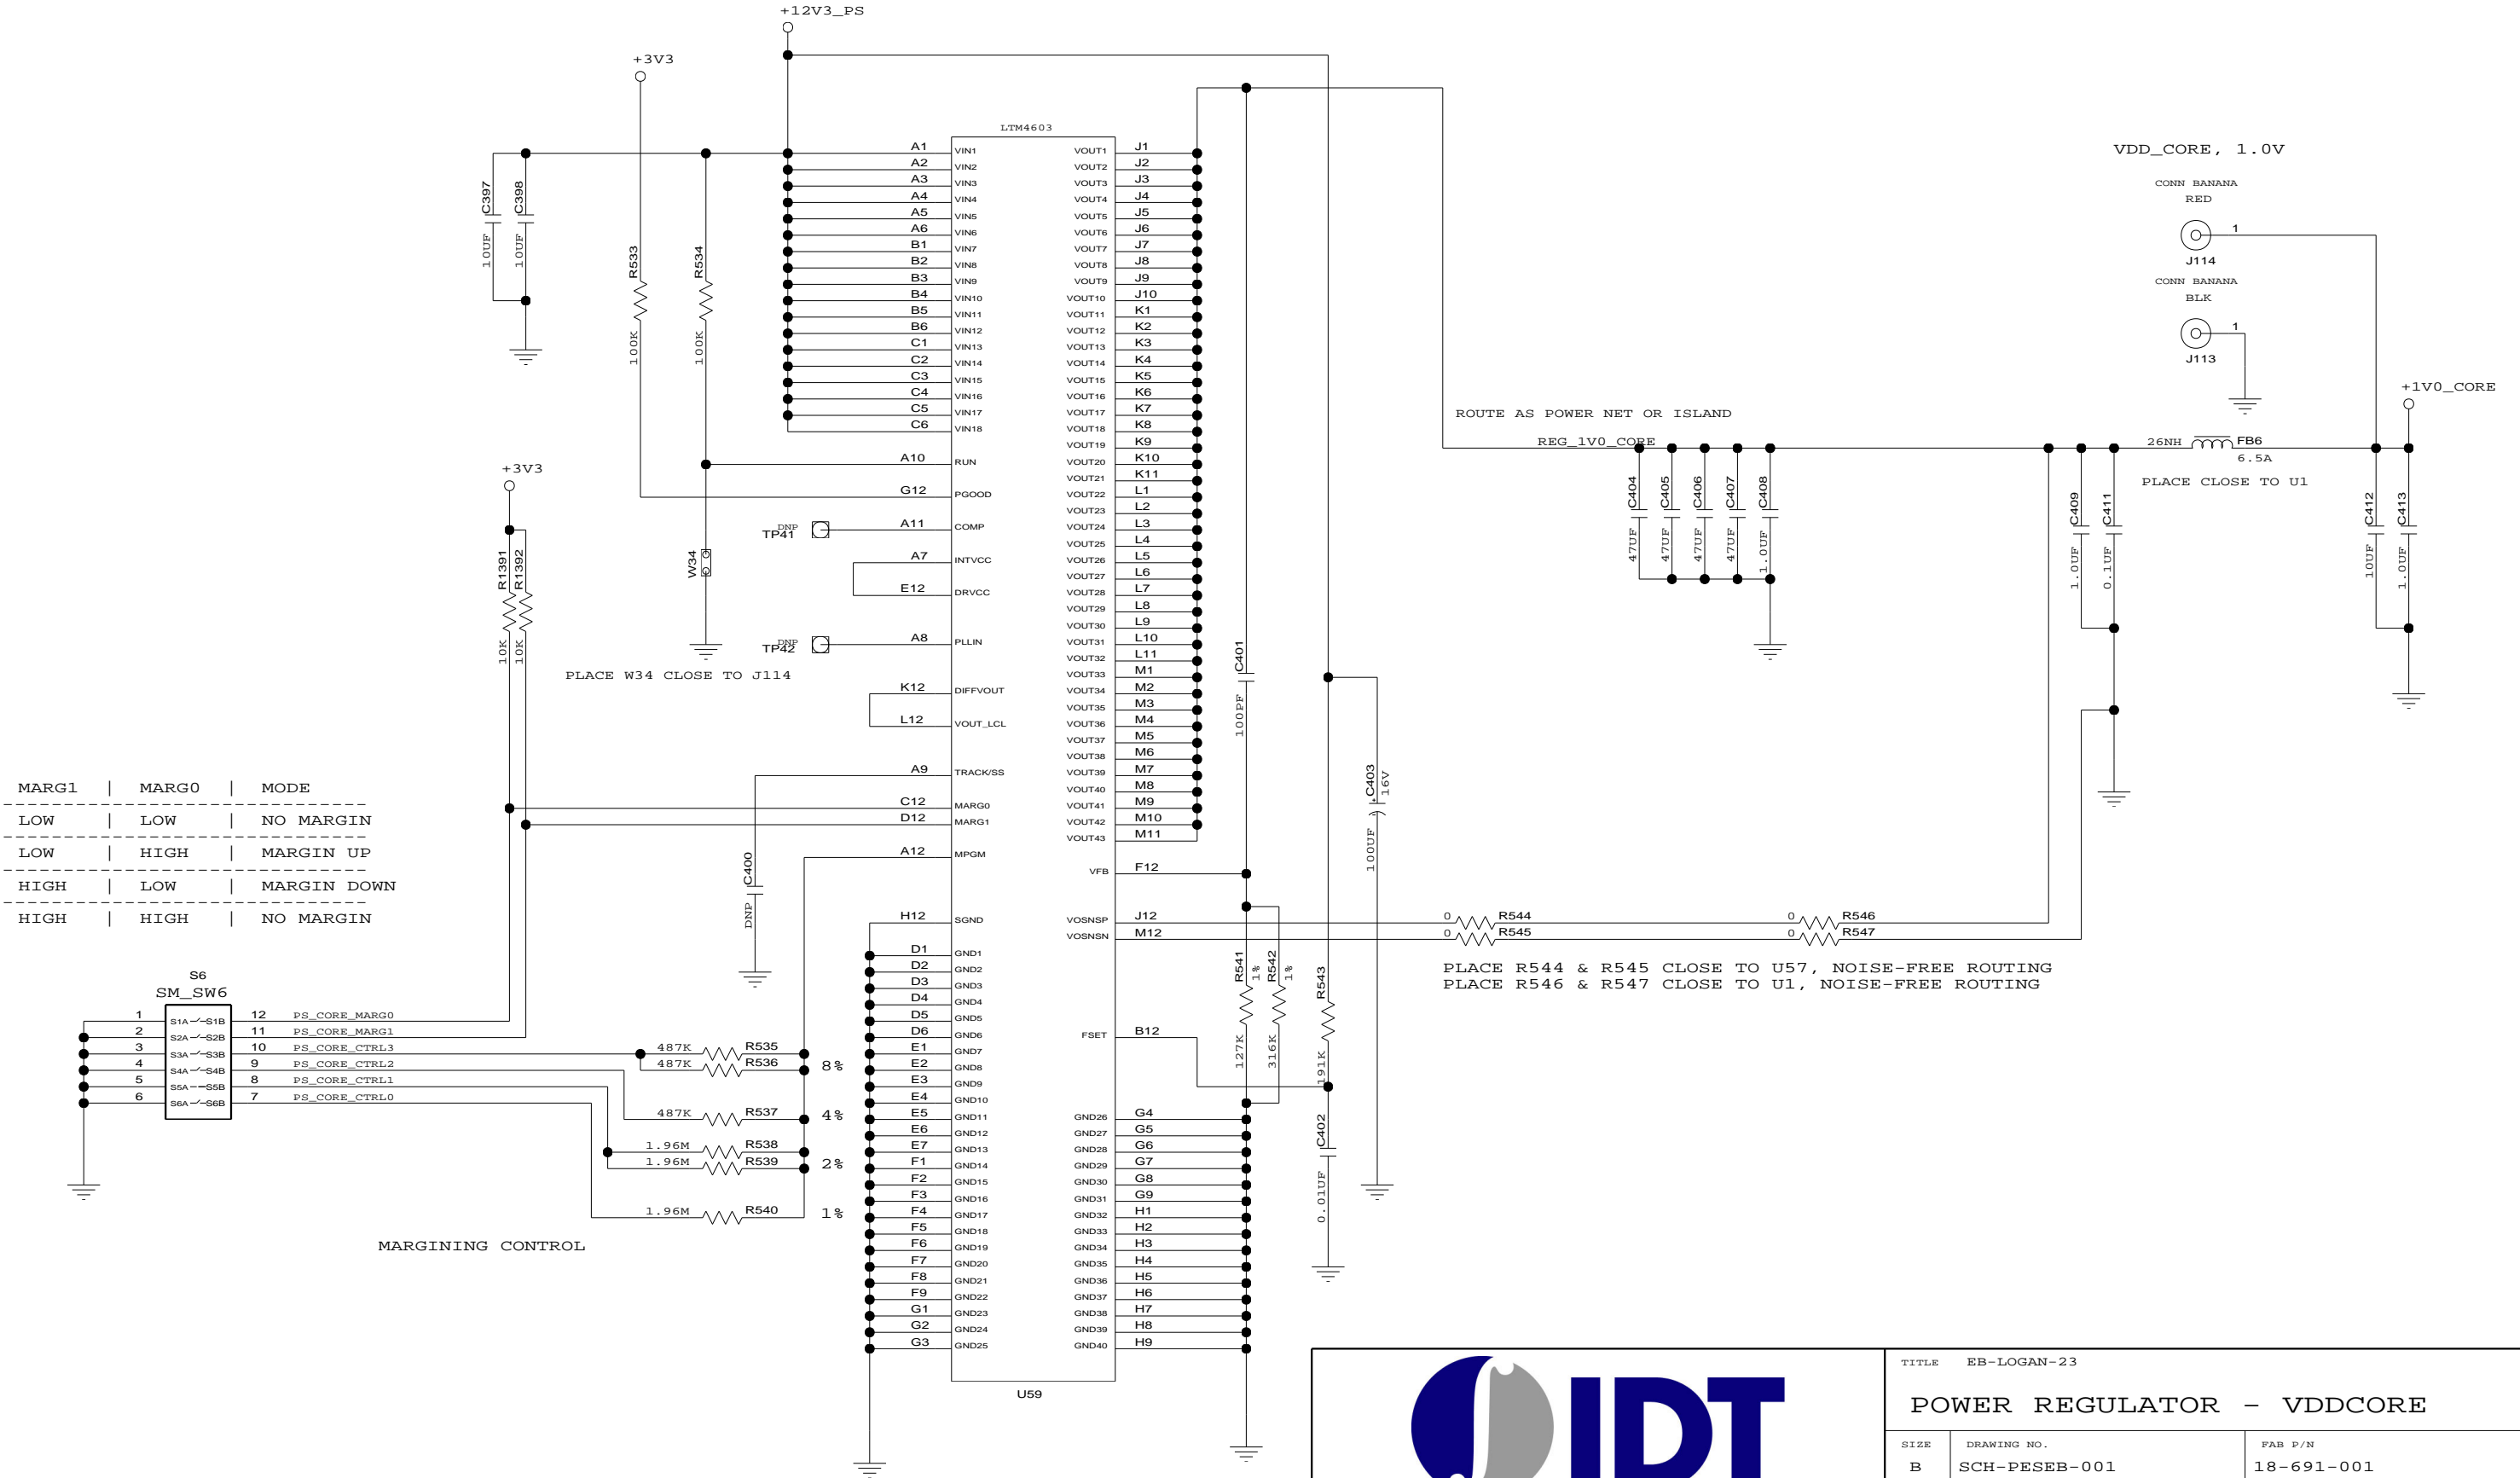 +12V3_PS
+3V3
LTM4603
A1 VIN1 VOUT1 J1
A2 VIN2 VOUT2 J2
A3 VIN3 VOUT3 J3
A4 VIN4 VOUT4 J4
A5 VIN5 VOUT5 J5
A6 VIN6 VOUT6 J6
B1 VIN7 VOUT7 J7
B2 VIN8 VOUT8 J8
B3 VIN9 VOUT9 J9
B4 VIN10 VOUT10 J10
B5 VIN11 VOUT11 K1
B6 VIN12 VOUT12 K2
C1 VIN13 VOUT13 K3
C2 VIN14 VOUT14 K4
C3 VIN15 VOUT15 K5
C4 VIN16 VOUT16 K6
C5 VIN17 VOUT17 K7
C6 VIN18 VOUT18 K8
VOUT19 K9
A10 RUN VOUT20 K10
VOUT21 K11
G12 PGOOD VOUT22 L1
VOUT23 L2
A11 COMP VOUT24 L3
VOUT25 L4
A7 INTVCC VOUT26 L5
VOUT27 L6
E12 DRVCC VOUT28 L7
VOUT29 L8
VOUT30 L9
A8 PLLIN VOUT31 L10
VOUT32 L11
VOUT33 M1
K12 DIFFVOUT VOUT34 M2
VOUT35 M3
L12 VOUT_LCL VOUT36 M4
VOUT37 M5
VOUT38 M6
A9 TRACK/SS VOUT39 M7
VOUT40 M8
C12 MARG0 VOUT41 M9
D12 MARG1 VOUT42 M10
VOUT43 M11
A12 MPGM
VFB F12
H12 SGND VOSNSP J12
VOSNSN M12
D1 GND1
D2 GND2
D3 GND3
D4 GND4
D5 GND5
D6 GND6 FSET B12
E1 GND7
E2 GND8
E3 GND9
E4 GND10
E5 GND11 GND26 G4
E6 GND12 GND27 G5
E7 GND13 GND28 G6
F1 GND14 GND29 G7
F2 GND15 GND30 G8
F3 GND16 GND31 G9
F4 GND17 GND32 H1
F5 GND18 GND33 H2
F6 GND19 GND34 H3
F7 GND20 GND35 H4
F8 GND21 GND36 H5
F9 GND22 GND37 H6
G1 GND23 GND38 H7
G2 GND24 GND39 H8
G3 GND25 GND40 H9
U59
C397 10UF
C398 10UF
R533 100K
R534 100K
+3V3
R1391 10K
R1392 10K
DNP
TP41
W34
DNP
TP42
PLACE W34 CLOSE TO J114
C400 DNP
MARG1 | MARG0 | MODE
LOW | LOW | NO MARGIN
LOW | HIGH | MARGIN UP
HIGH | LOW | MARGIN DOWN
HIGH | HIGH | NO MARGIN
S6
SM_SW6
1 S1A S1B 12 PS_CORE_MARG0
2 S2A S2B 11 PS_CORE_MARG1
3 S3A S3B 10 PS_CORE_CTRL3
4 S4A S4B 9 PS_CORE_CTRL2
5 S5A S5B 8 PS_CORE_CTRL1
6 S6A S6B 7 PS_CORE_CTRL0
487K R535
487K R536 8%
487K R537 4%
1.96M R538
1.96M R539 2%
1.96M R540 1%
MARGINING CONTROL
C401 100PF
C403 16V 100UF
R541 1% 127K
R542 1% 316K
R543 191K
C402 0.01UF
VDD_CORE, 1.0V
CONN BANANA
RED
1
J114
CONN BANANA
BLK
1
J113
+1V0_CORE
ROUTE AS POWER NET OR ISLAND
REG_1V0_CORE
26NH FB6
6.5A
PLACE CLOSE TO U1
C404 47UF
C405 47UF
C406 47UF
C407 47UF
C408 1.0UF
C409 1.0UF
C411 0.1UF
C412 10UF
C413 1.0UF
0 R544 0 R546
0 R545 0 R547
PLACE R544 & R545 CLOSE TO U57, NOISE-FREE ROUTING
PLACE R546 & R547 CLOSE TO U1, NOISE-FREE ROUTING
IDT
TITLE EB-LOGAN-23
POWER REGULATOR - VDDCORE
SIZE DRAWING NO. FAB P/N
B SCH-PESEB-001 18-691-001